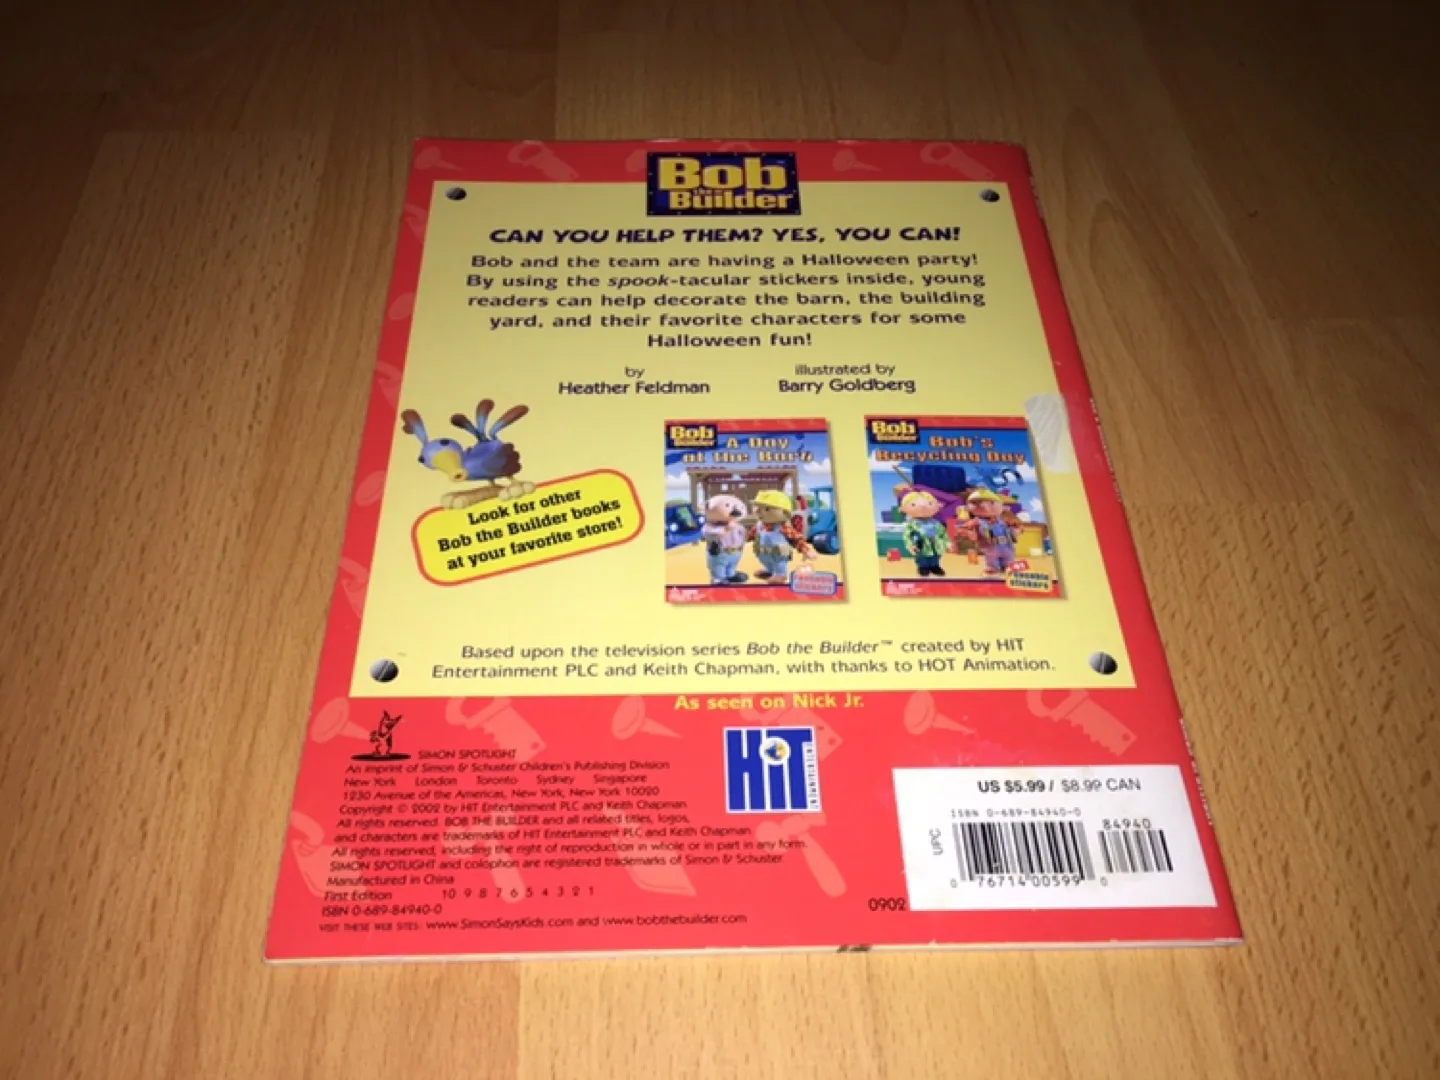 Bob
the
Builder
CAN YOU HELP THEM? YES, YOU CAN!
Bob and the team are having a Halloween party!
By using the spook-tacular stickers inside, young
readers can help decorate the barn, the building
yard, and their favorite characters for some
Halloween fun!
by
Heather Feldman
illustrated by
Barry Goldberg
Look for other
Bob the Builder books
at your favorite store!
Bob
the
Builder
A Day
at the Barn
Bob
the
Builder
Bob's
Recycling Day
reusable
stickers
Based upon the television series Bob the Builder™ created by HIT
Entertainment PLC and Keith Chapman, with thanks to HOT Animation.
As seen on Nick Jr.
SIMON SPOTLIGHT
An imprint of Simon & Schuster Children's Publishing Division
New York London Toronto Sydney Singapore
1230 Avenue of the Americas, New York, New York 10020
Copyright © 2002 by HIT Entertainment PLC and Keith Chapman
All rights reserved. BOB THE BUILDER and all related titles, logos,
and characters are trademarks of HIT Entertainment PLC and Keith Chapman.
All rights reserved, including the right of reproduction in whole or in part in any form.
SIMON SPOTLIGHT and colophon are registered trademarks of Simon & Schuster.
Manufactured in China
First Edition 10 9 8 7 6 5 4 3 2 1
ISBN 0-689-84940-0
VISIT THESE WEB SITES: www.SimonSaysKids.com and www.bobthebuilder.com
HiT
ENTERTAINMENT
US $5.99 / $8.99 CAN
ISBN 0-689-84940-0
84940
UPC
0 76714 00599 0
0902